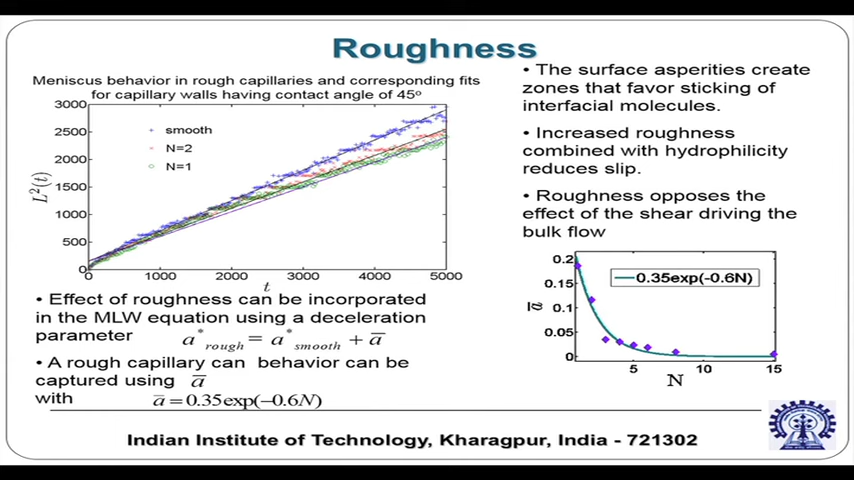 Roughness
Meniscus behavior in rough capillaries and corresponding fits
for capillary walls having contact angle of 45º
3000
2500
2000
1500
1000
500
0
L²(t)
smooth
N=2
N=1
0
1000
2000
3000
4000
5000
t
• Effect of roughness can be incorporated
in the MLW equation using a deceleration
parameter a*rough = a*smooth + a̅
• A rough capillary can behavior can be
captured using a̅
with a̅ = 0.35exp(−0.6N)
• The surface asperities create
zones that favor sticking of
interfacial molecules.
• Increased roughness
combined with hydrophilicity
reduces slip.
• Roughness opposes the
effect of the shear driving the
bulk flow
0.2
0.15
0.1
0.05
0
a̅
0.35exp(-0.6N)
5
10
15
N
Indian Institute of Technology, Kharagpur, India - 721302